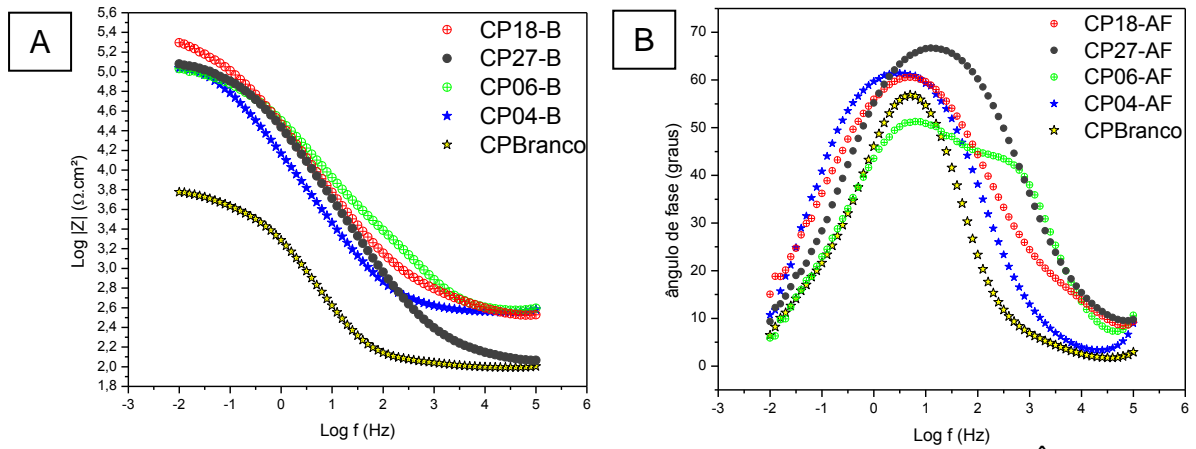 A
5,6
5,4
5,2
5,0
4,8
4,6
4,4
4,2
4,0
3,8
3,6
3,4
3,2
3,0
2,8
2,6
2,4
2,2
2,0
1,8
Log |Z| (Ω.cm²)
CP18-B
CP27-B
CP06-B
CP04-B
CPBranco
-3 -2 -1 0 1 2 3 4 5 6
Log f (Hz)
B
70
60
50
40
30
20
10
0
ângulo de fase (graus)
CP18-AF
CP27-AF
CP06-AF
CP04-AF
CPBranco
-3 -2 -1 0 1 2 3 4 5 6
Log f (Hz)